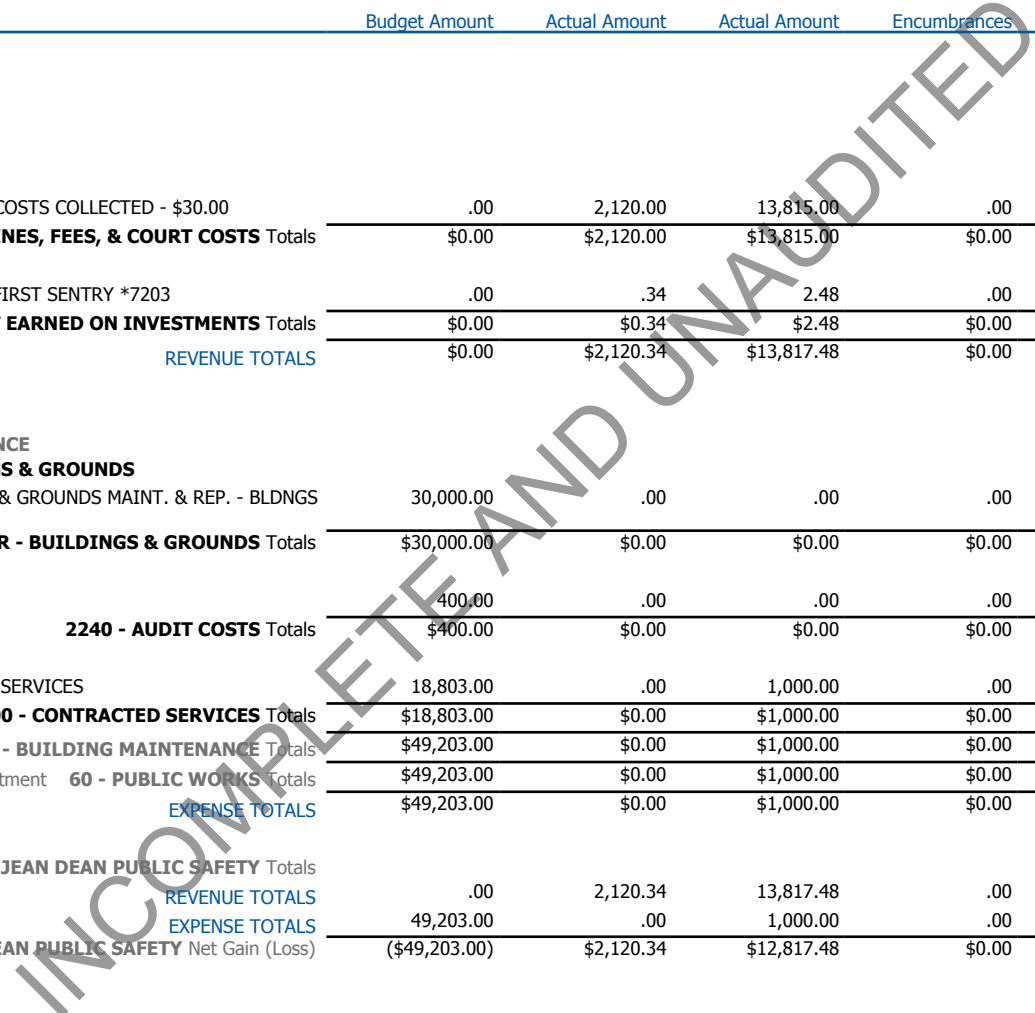 Budget Amount Actual Amount Actual Amount Encumbrances
COSTS COLLECTED - $30.00 .00 2,120.00 13,815.00 .00
INES, FEES, & COURT COSTS Totals $0.00 $2,120.00 $13,815.00 $0.00
FIRST SENTRY *7203 .00 .34 2.48 .00
EARNED ON INVESTMENTS Totals $0.00 $0.34 $2.48 $0.00
REVENUE TOTALS $0.00 $2,120.34 $13,817.48 $0.00
NCE
S & GROUNDS
& GROUNDS MAINT. & REP. - BLDNGS 30,000.00 .00 .00 .00
R - BUILDINGS & GROUNDS Totals $30,000.00 $0.00 $0.00 $0.00
400.00 .00 .00 .00
2240 - AUDIT COSTS Totals $400.00 $0.00 $0.00 $0.00
SERVICES 18,803.00 .00 1,000.00 .00
00 - CONTRACTED SERVICES Totals $18,803.00 $0.00 $1,000.00 $0.00
- BUILDING MAINTENANCE Totals $49,203.00 $0.00 $1,000.00 $0.00
tment 60 - PUBLIC WORKS Totals $49,203.00 $0.00 $1,000.00 $0.00
EXPENSE TOTALS $49,203.00 $0.00 $1,000.00 $0.00
JEAN DEAN PUBLIC SAFETY Totals
REVENUE TOTALS .00 2,120.34 13,817.48 .00
EXPENSE TOTALS 49,203.00 .00 1,000.00 .00
EAN PUBLIC SAFETY Net Gain (Loss) ($49,203.00) $2,120.34 $12,817.48 $0.00
INCOMPLETE AND UNAUDITED